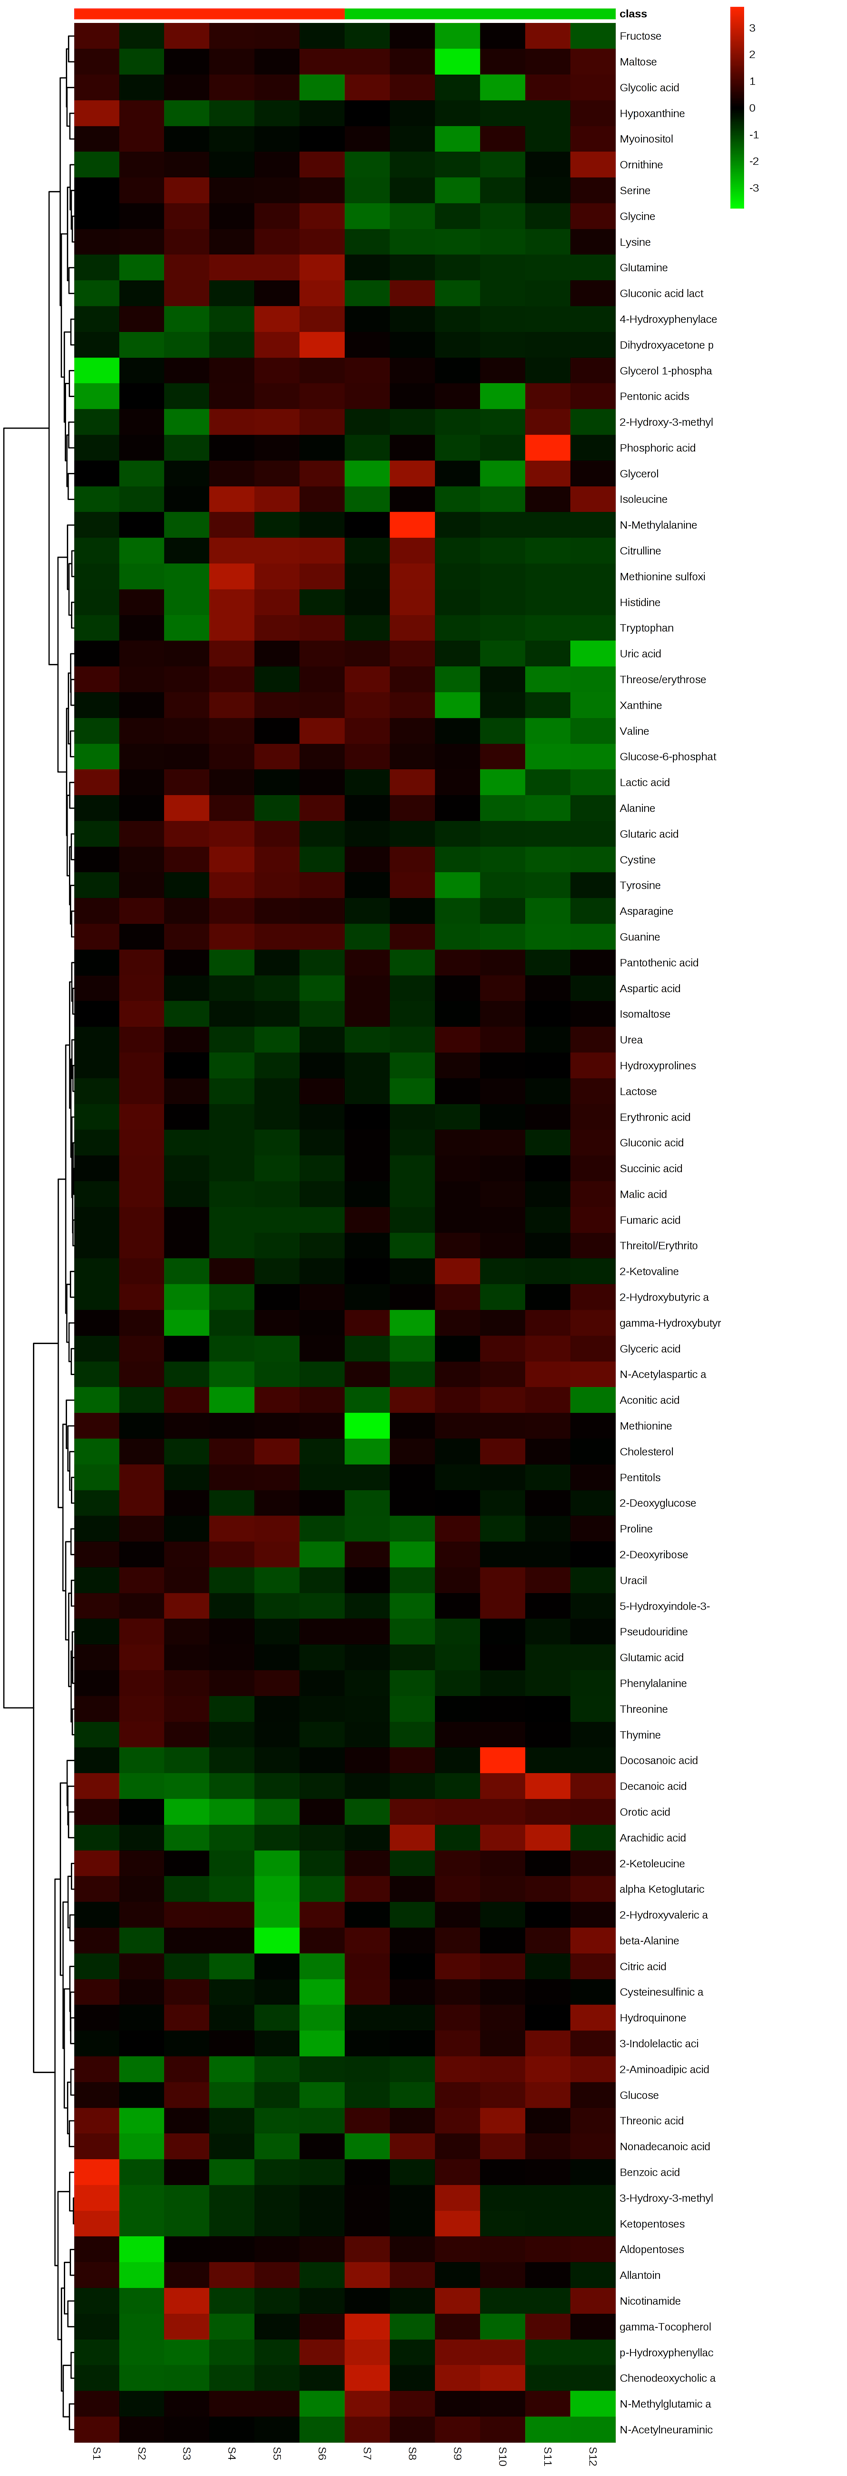 class
3
2
1
0
-1
-2
-3
Fructose
Maltose
Glycolic acid
Hypoxanthine
Myoinositol
Ornithine
Serine
Glycine
Lysine
Glutamine
Gluconic acid lact
4-Hydroxyphenylace
Dihydroxyacetone p
Glycerol 1-phospha
Pentonic acids
2-Hydroxy-3-methyl
Phosphoric acid
Glycerol
Isoleucine
N-Methylalanine
Citrulline
Methionine sulfoxi
Histidine
Tryptophan
Uric acid
Threose/erythrose
Xanthine
Valine
Glucose-6-phosphat
Lactic acid
Alanine
Glutaric acid
Cystine
Tyrosine
Asparagine
Guanine
Pantothenic acid
Aspartic acid
Isomaltose
Urea
Hydroxyprolines
Lactose
Erythronic acid
Gluconic acid
Succinic acid
Malic acid
Fumaric acid
Threitol/Erythrito
2-Ketovaline
2-Hydroxybutyric a
gamma-Hydroxybutyr
Glyceric acid
N-Acetylaspartic a
Aconitic acid
Methionine
Cholesterol
Pentitols
2-Deoxyglucose
Proline
2-Deoxyribose
Uracil
5-Hydroxyindole-3-
Pseudouridine
Glutamic acid
Phenylalanine
Threonine
Thymine
Docosanoic acid
Decanoic acid
Orotic acid
Arachidic acid
2-Ketoleucine
alpha Ketoglutaric
2-Hydroxyvaleric a
beta-Alanine
Citric acid
Cysteinesulfinic a
Hydroquinone
3-Indolelactic aci
2-Aminoadipic acid
Glucose
Threonic acid
Nonadecanoic acid
Benzoic acid
3-Hydroxy-3-methyl
Ketopentoses
Aldopentoses
Allantoin
Nicotinamide
gamma-Tocopherol
p-Hydroxyphenyllac
Chenodeoxycholic a
N-Methylglutamic a
N-Acetylneuraminic
S1
S2
S3
S4
S5
S6
S7
S8
S9
S10
S11
S12